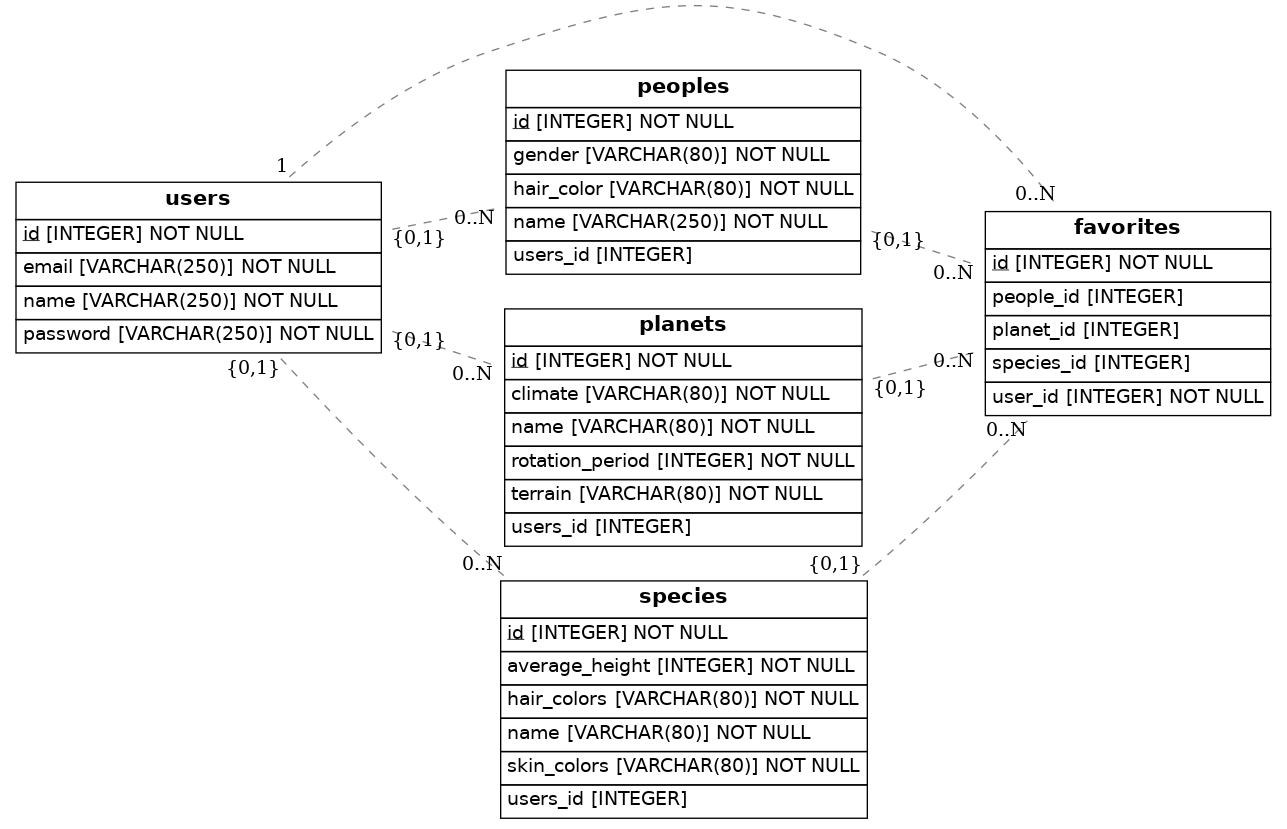 peoples
id [INTEGER] NOT NULL
gender [VARCHAR(80)] NOT NULL
hair_color [VARCHAR(80)] NOT NULL
name [VARCHAR(250)] NOT NULL
users_id [INTEGER]
1
users
id [INTEGER] NOT NULL
email [VARCHAR(250)] NOT NULL
name [VARCHAR(250)] NOT NULL
password [VARCHAR(250)] NOT NULL
0..N
{0,1}
{0,1}
0..N
{0,1}
0..N
0..N
favorites
id [INTEGER] NOT NULL
people_id [INTEGER]
planet_id [INTEGER]
species_id [INTEGER]
user_id [INTEGER] NOT NULL
{0,1}
0..N
0..N
{0,1}
0..N
planets
id [INTEGER] NOT NULL
climate [VARCHAR(80)] NOT NULL
name [VARCHAR(80)] NOT NULL
rotation_period [INTEGER] NOT NULL
terrain [VARCHAR(80)] NOT NULL
users_id [INTEGER]
0..N
{0,1}
species
id [INTEGER] NOT NULL
average_height [INTEGER] NOT NULL
hair_colors [VARCHAR(80)] NOT NULL
name [VARCHAR(80)] NOT NULL
skin_colors [VARCHAR(80)] NOT NULL
users_id [INTEGER]